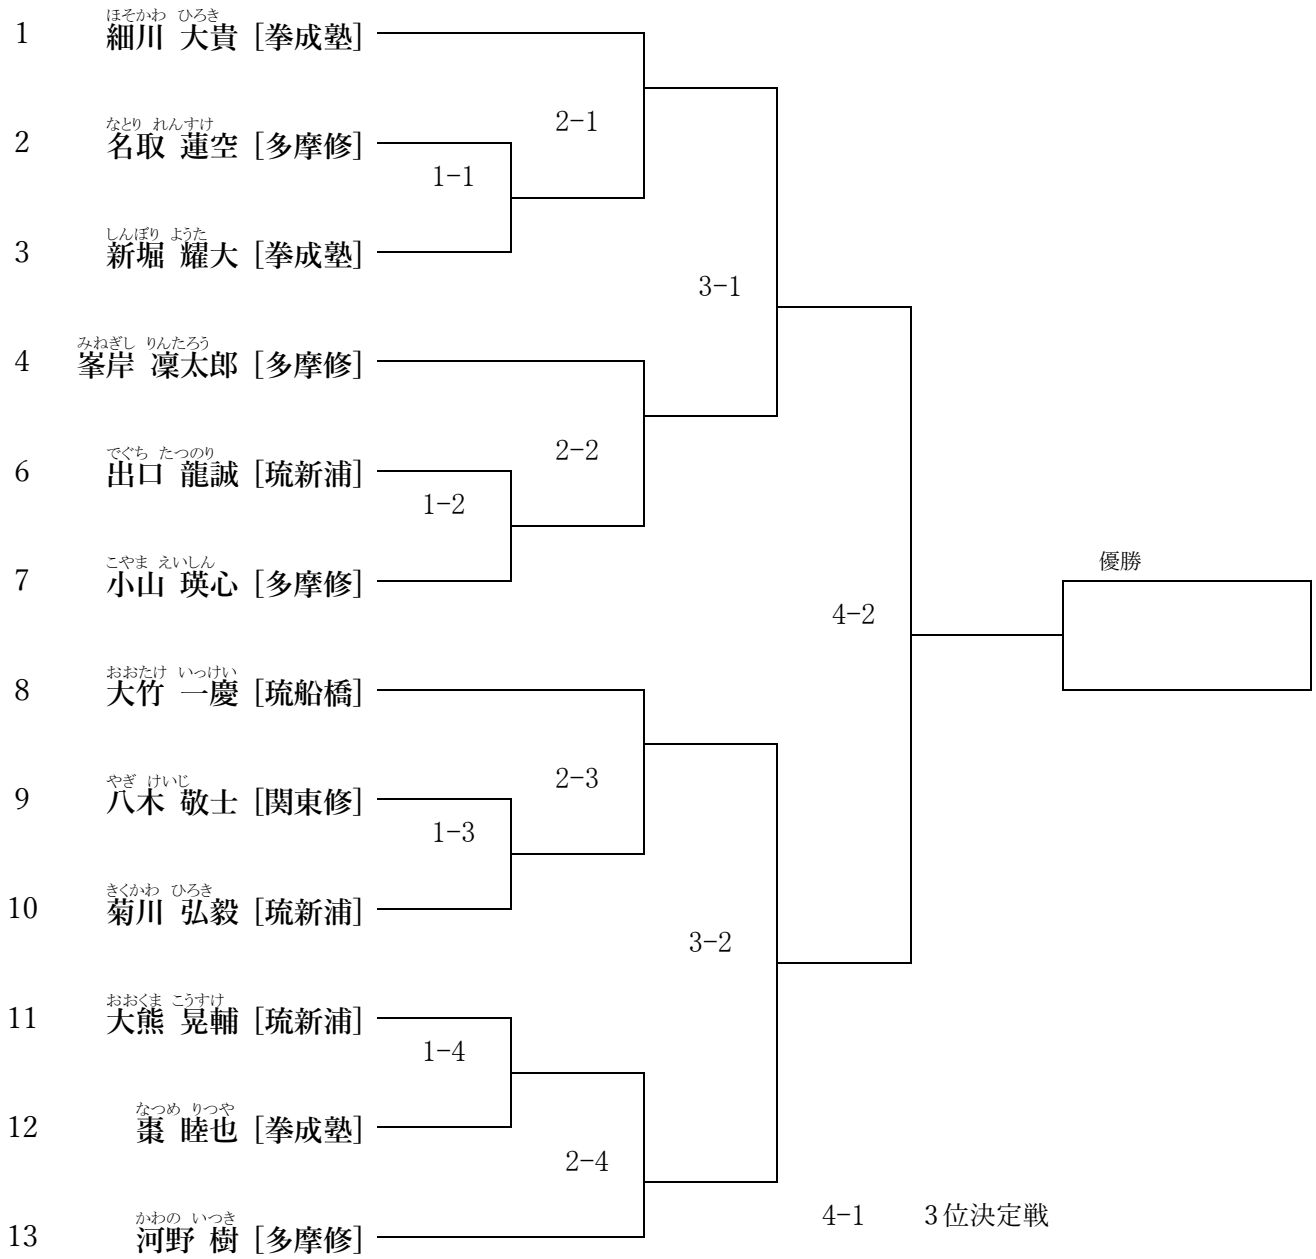 ほそかわ ひろき
1 細川 大貴 [拳成塾]
2-1
なとり れんすけ
2 名取 蓮空 [多摩修]
1-1
しんぼり ようた
3 新堀 耀大 [拳成塾]
3-1
みねぎし りんたろう
4 峯岸 凜太郎 [多摩修]
2-2
でぐち たつのり
6 出口 龍誠 [琉新浦]
1-2
こやま えいしん
7 小山 瑛心 [多摩修]
優勝
4-2
おおたけ いっけい
8 大竹 一慶 [琉船橋]
2-3
やぎ けいじ
9 八木 敬士 [関東修]
1-3
きくかわ ひろき
10 菊川 弘毅 [琉新浦]
3-2
おおくま こうすけ
11 大熊 晃輔 [琉新浦]
1-4
なつめ りつや
12 棗 睦也 [拳成塾]
2-4
かわの いつき
13 河野 樹 [多摩修]
4-1 3位決定戦